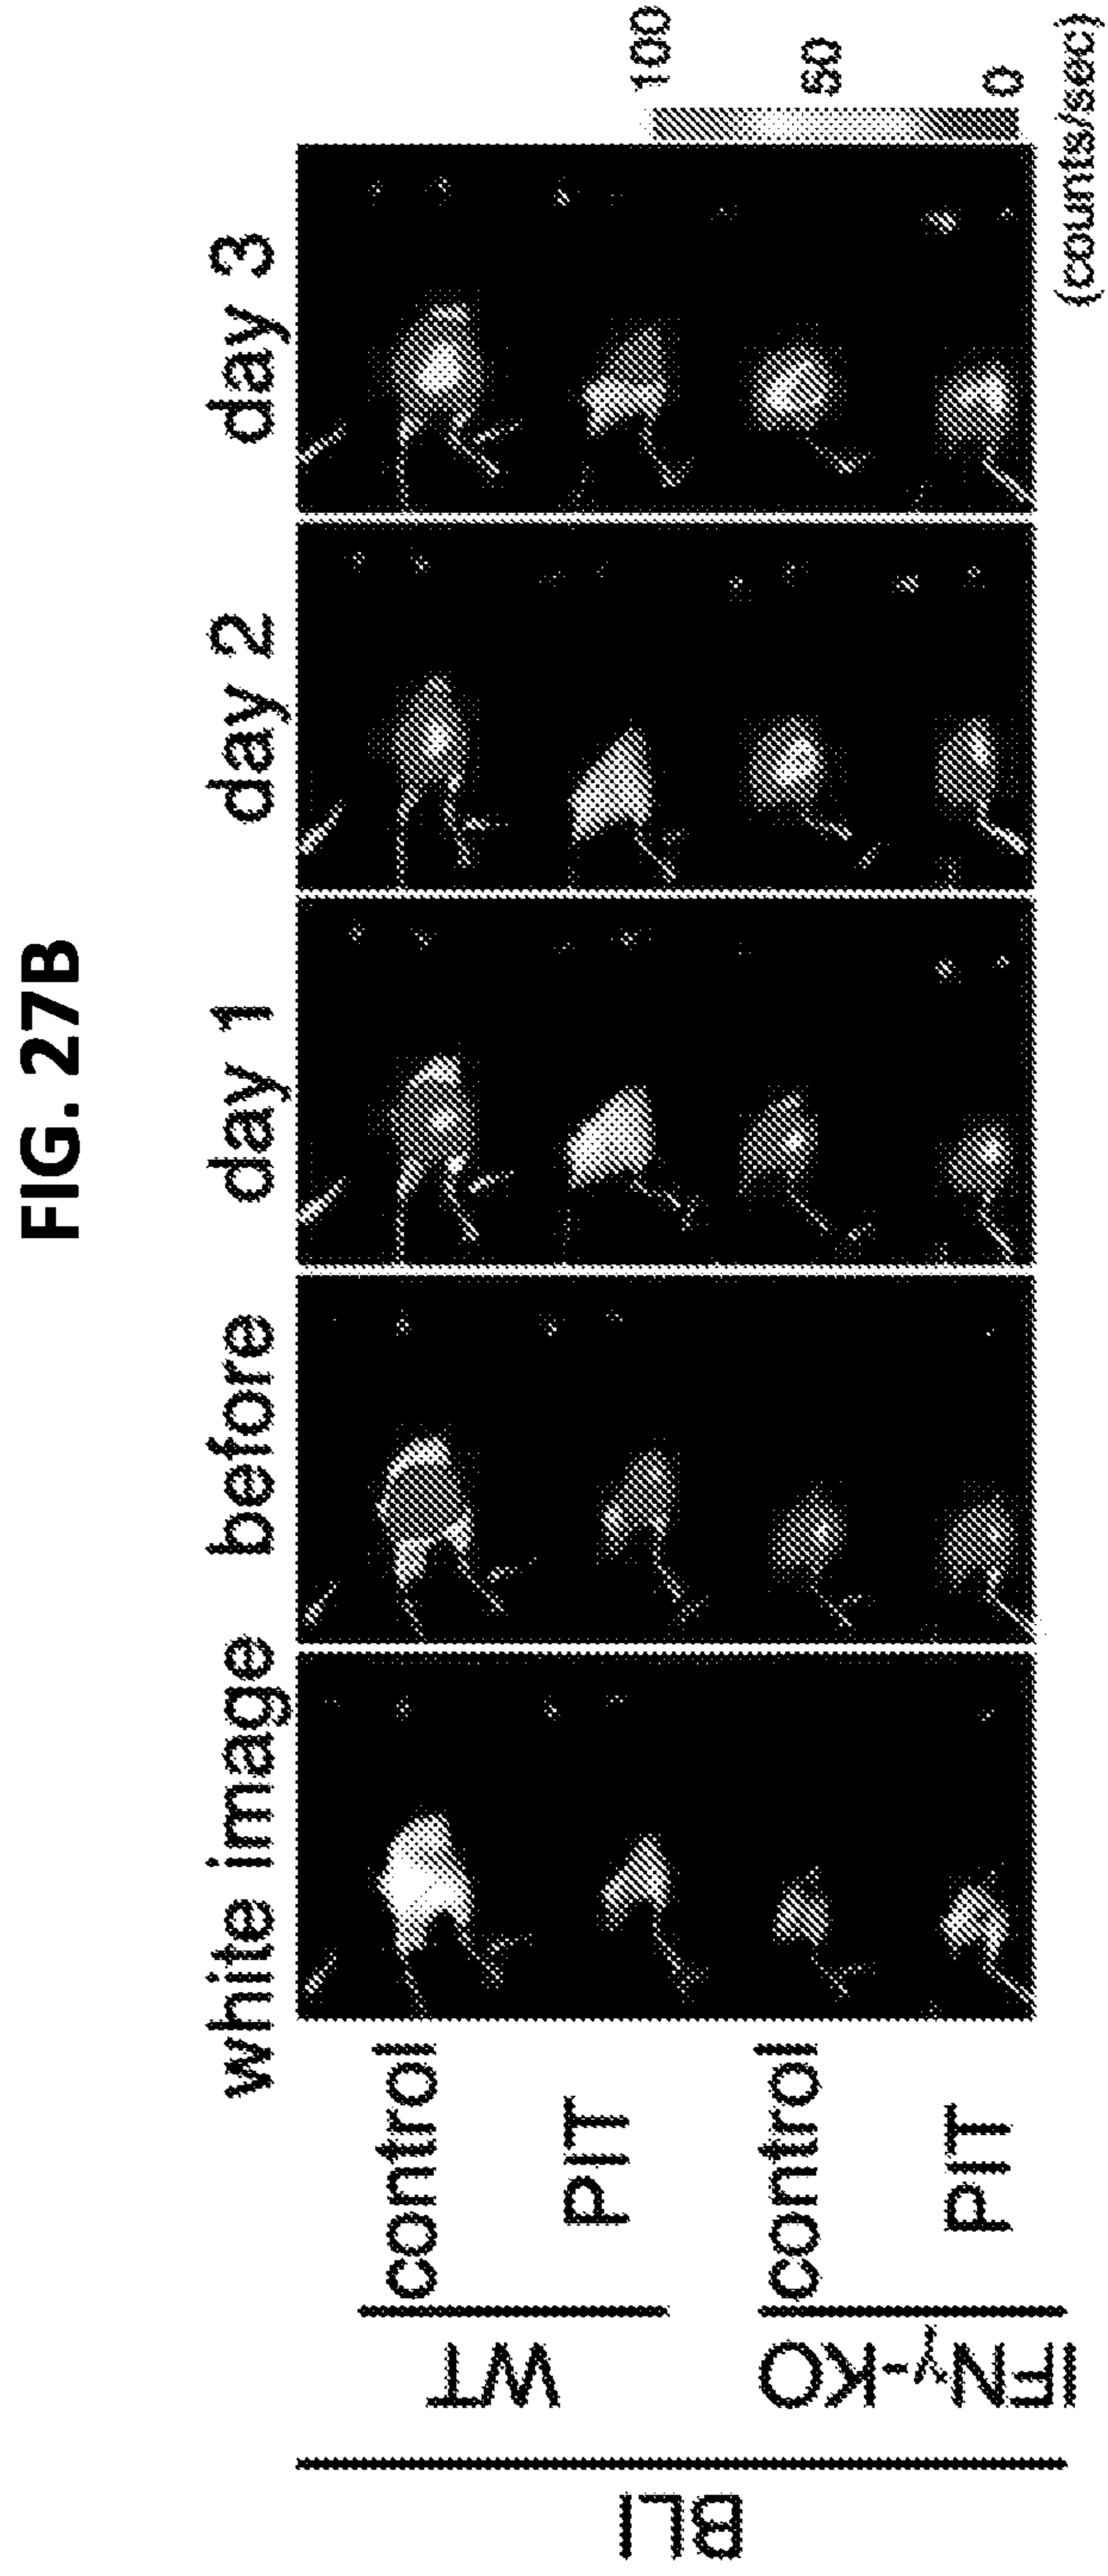 FIG. 27B
white image
before
day 1
day 2
day 3
BLI
WT
control
PIT
IFNγ-KO
control
PIT
100
50
0
(counts/sec)